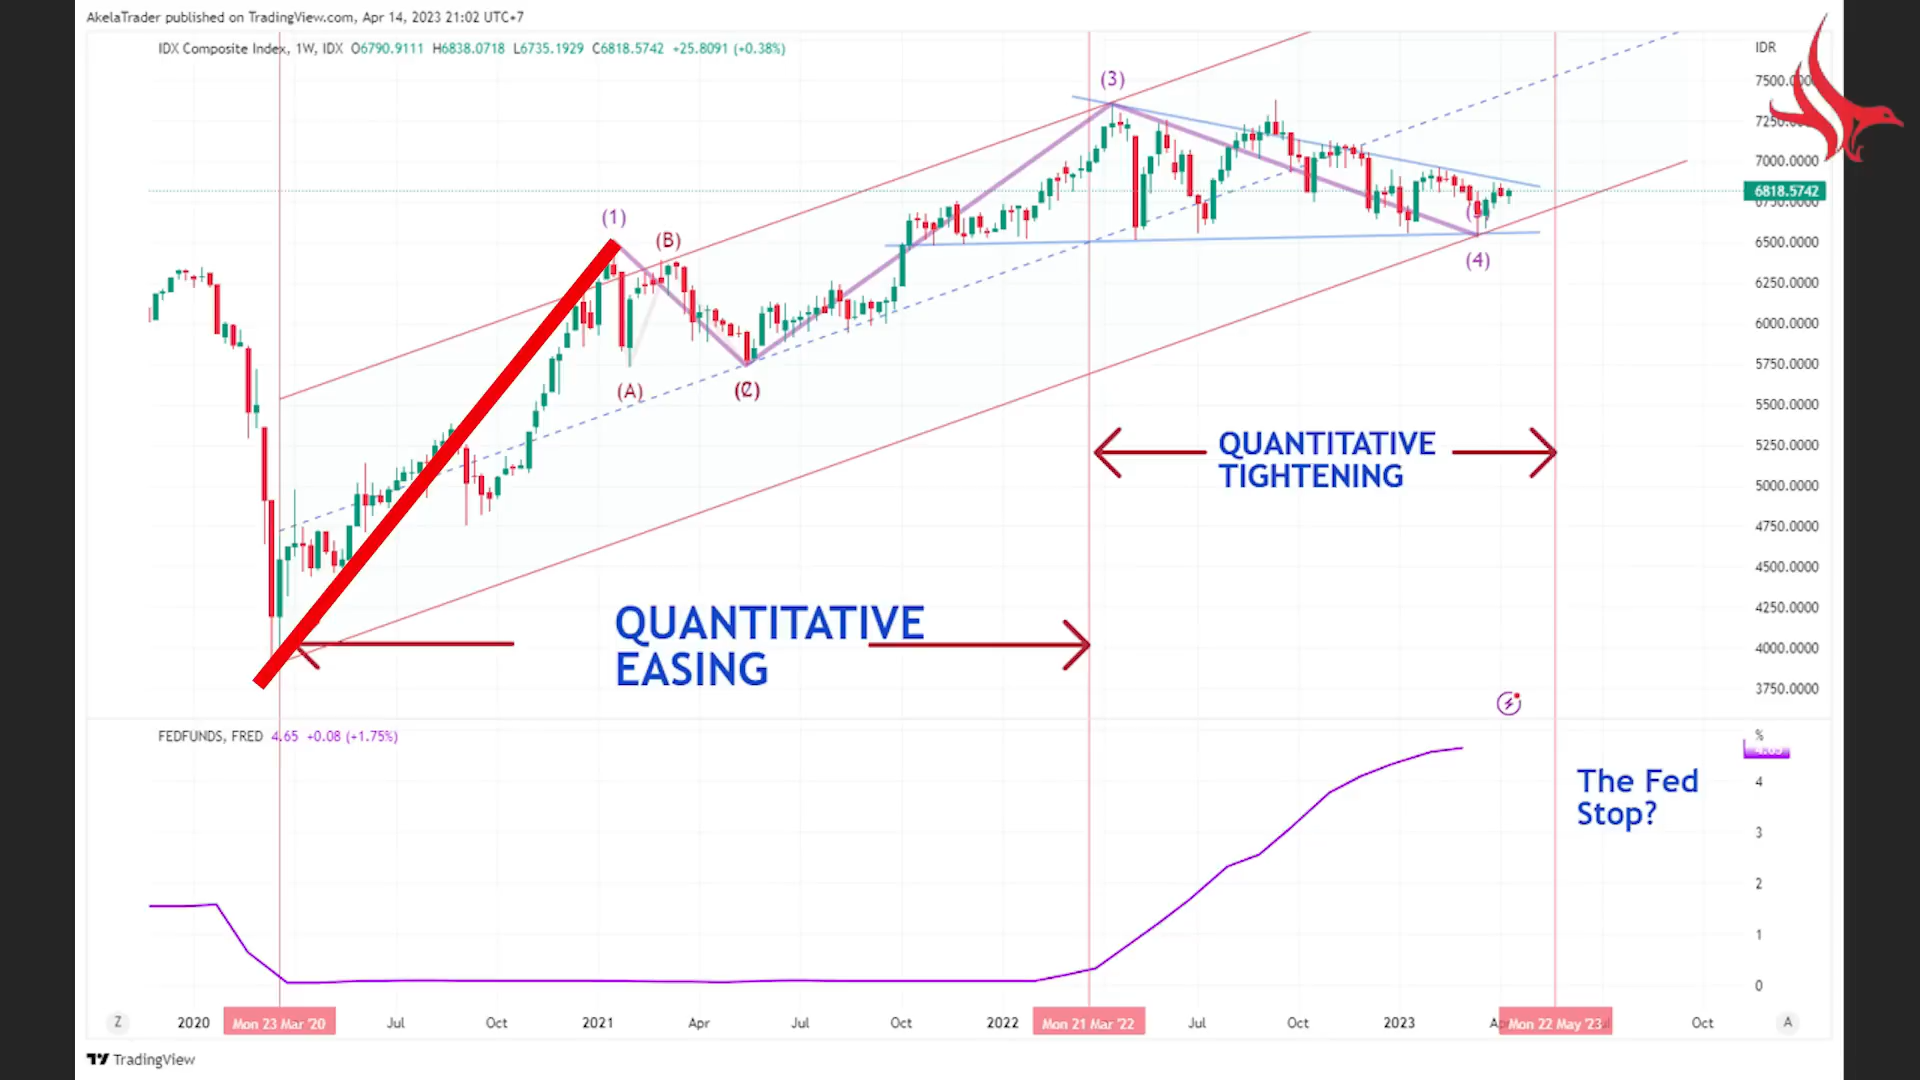 AkelaTrader published on TradingView.com, Apr 14, 2023 21:02 UTC+7
IDX Composite Index, 1W, IDX O6790.9111 H6838.0718 L6735.1929 C6818.5742 +25.8091 (+0.38%)
IDR
7500.00
7250.00
7000.0000
6818.5742
6750.0000
6500.0000
6250.0000
6000.0000
5750.0000
5500.0000
5250.0000
5000.0000
4750.0000
4500.0000
4250.0000
4000.0000
3750.0000
(3)
(1)
(B)
(A)
(4)
QUANTITATIVE
TIGHTENING
QUANTITATIVE
EASING
FEDFUNDS, FRED 4.65 +0.08 (+1.75%)
%
4
3
2
1
0
The Fed
Stop?
Z
2020
Mon 23 Mar '20
Jul
Oct
2021
Apr
Jul
Oct
2022
Mon 21 Mar '22
Jul
Oct
2023
Mon 22 May '23
Oct
A
TradingView